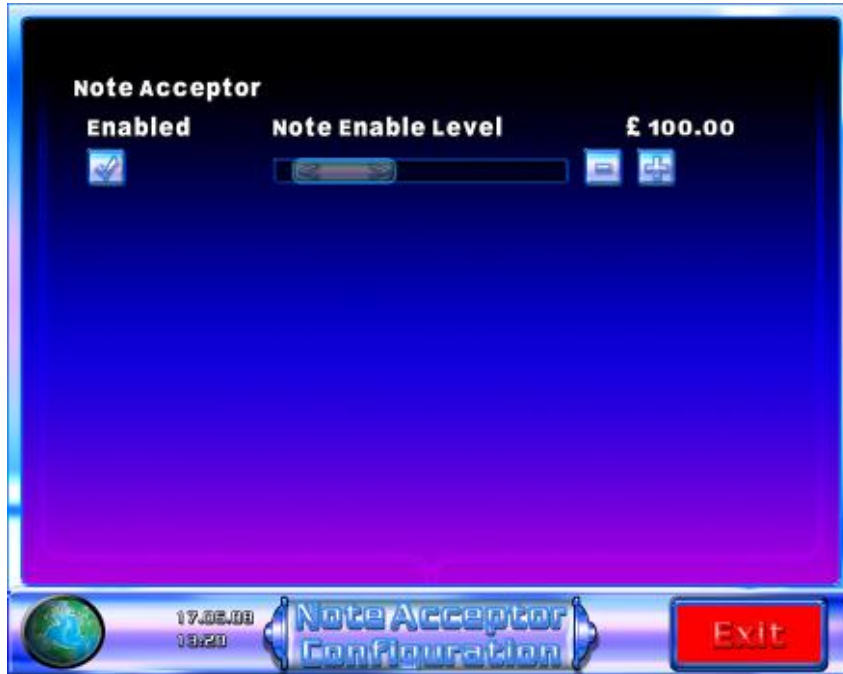 Note Acceptor
Enabled Note Enable Level £ 100.00
17.06.08
13:20
Note Acceptor
Configuration
Exit